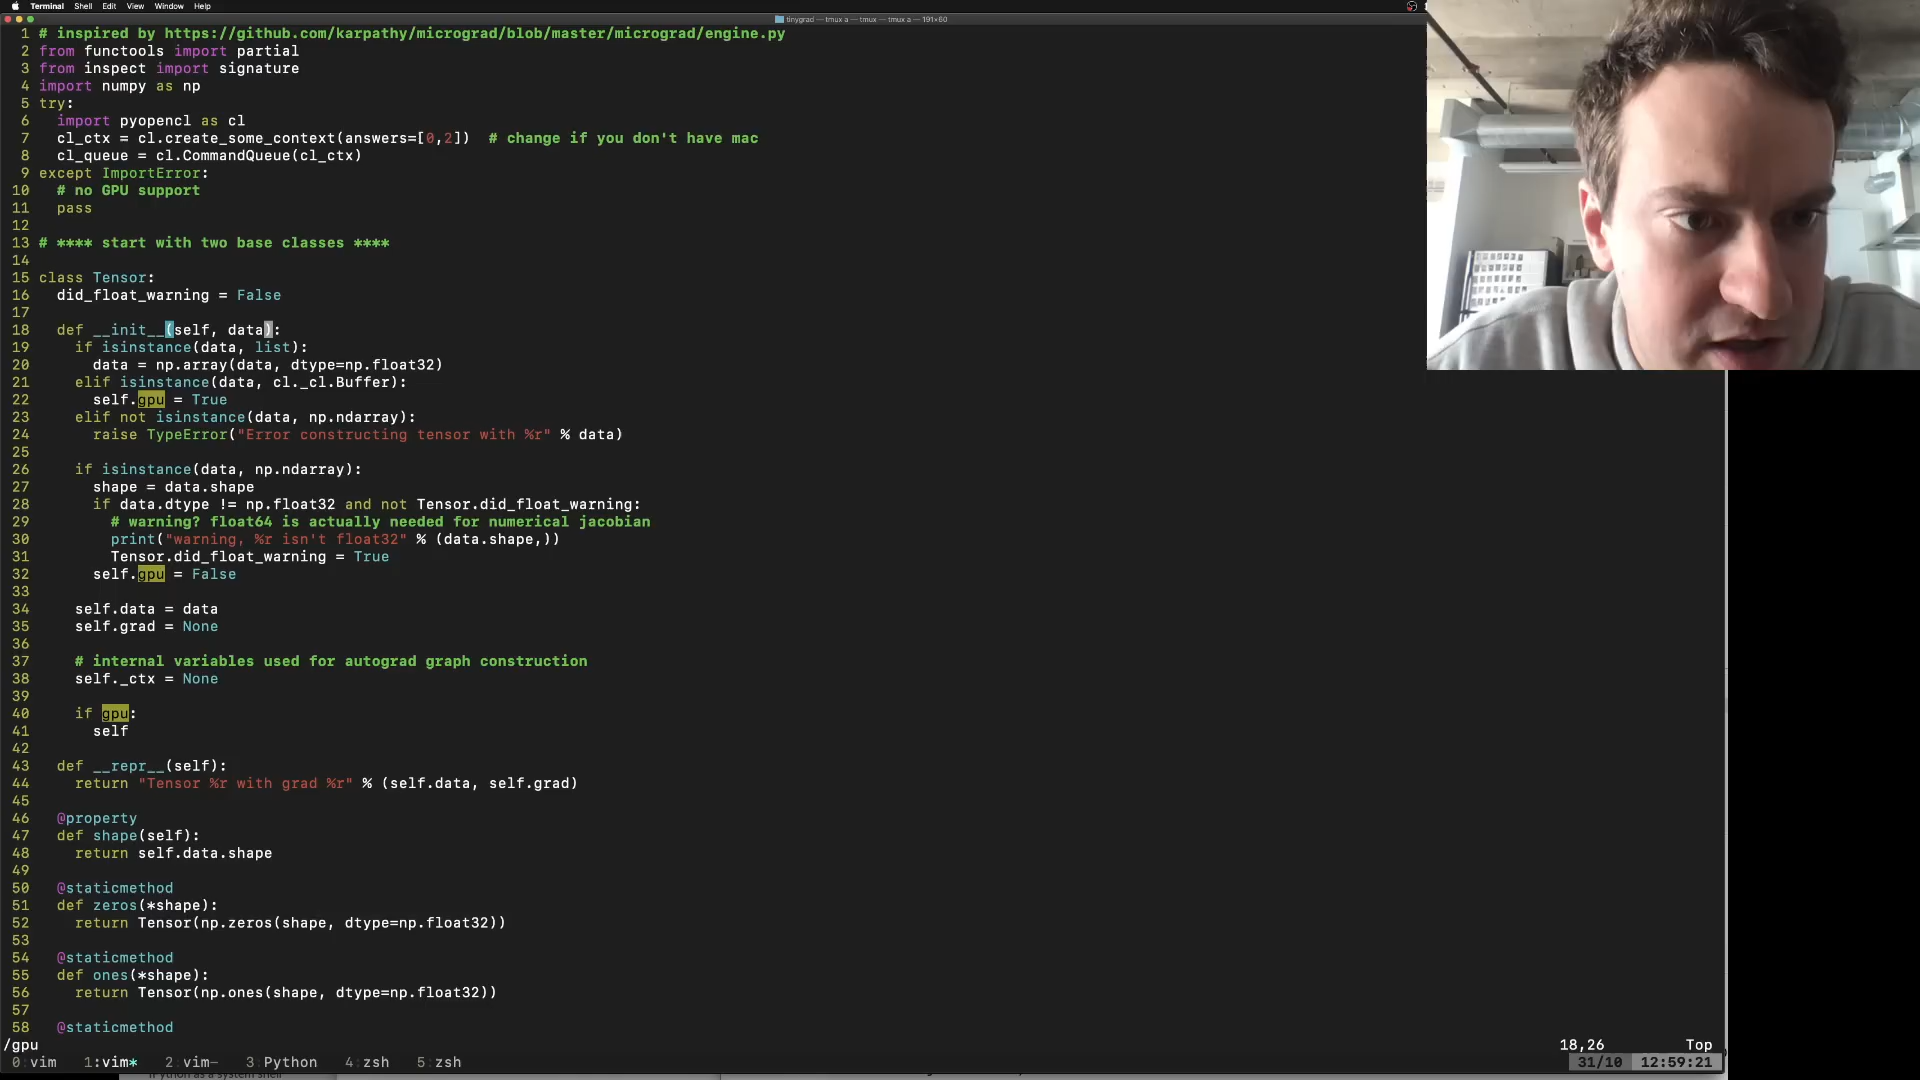 Terminal Shell Edit View Window Help
tinygrad — tmux a — tmux — tmux a — 191×60
1 # inspired by https://github.com/karpathy/micrograd/blob/master/micrograd/engine.py
2 from functools import partial
3 from inspect import signature
4 import numpy as np
5 try:
6   import pyopencl as cl
7   cl_ctx = cl.create_some_context(answers=[0,2])  # change if you don't have mac
8   cl_queue = cl.CommandQueue(cl_ctx)
9 except ImportError:
10   # no GPU support
11   pass
12
13 # **** start with two base classes ****
14
15 class Tensor:
16   did_float_warning = False
17
18   def __init__(self, data):
19     if isinstance(data, list):
20       data = np.array(data, dtype=np.float32)
21     elif isinstance(data, cl._cl.Buffer):
22       self.gpu = True
23     elif not isinstance(data, np.ndarray):
24       raise TypeError("Error constructing tensor with %r" % data)
25
26     if isinstance(data, np.ndarray):
27       shape = data.shape
28       if data.dtype != np.float32 and not Tensor.did_float_warning:
29         # warning? float64 is actually needed for numerical jacobian
30         print("warning, %r isn't float32" % (data.shape,))
31         Tensor.did_float_warning = True
32       self.gpu = False
33
34     self.data = data
35     self.grad = None
36
37     # internal variables used for autograd graph construction
38     self._ctx = None
39
40     if gpu:
41       self
42
43   def __repr__(self):
44     return "Tensor %r with grad %r" % (self.data, self.grad)
45
46   @property
47   def shape(self):
48     return self.data.shape
49
50   @staticmethod
51   def zeros(*shape):
52     return Tensor(np.zeros(shape, dtype=np.float32))
53
54   @staticmethod
55   def ones(*shape):
56     return Tensor(np.ones(shape, dtype=np.float32))
57
58   @staticmethod
/gpu 18,26 Top
0 vim 1:vim* 2 vim- 3 Python 4 zsh 5 zsh 31/10 12:59:21